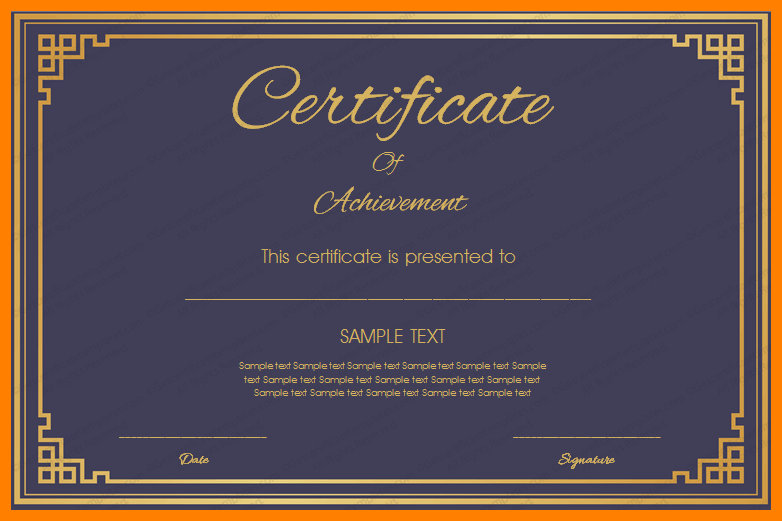 Certificate
Of
Achievement
This certificate is presented to
SAMPLE TEXT
Sample text Sample text Sample text Sample text Sample text Sample
text Sample text Sample text Sample text Sample text Sample text
Sample text Sample text Sample text Sample text Sample text
Date Signature